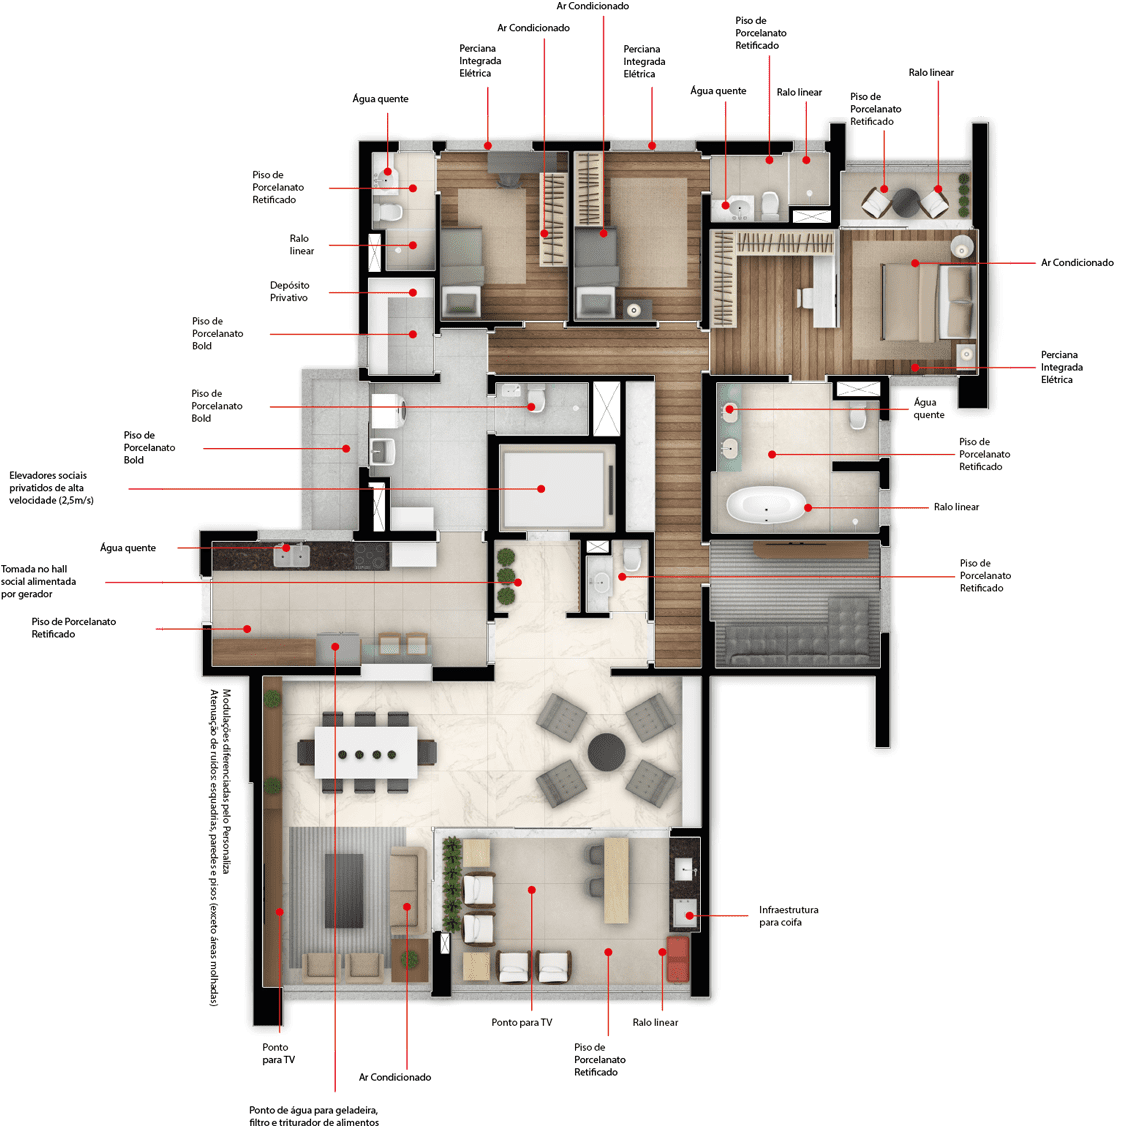 Ar Condicionado
Ar Condicionado
Piso de
Porcelanato
Retificado
Perciana
Integrada
Elétrica
Perciana
Integrada
Elétrica
Ralo linear
Água quente
Água quente
Ralo linear
Piso de
Porcelanato
Retificado
Piso de
Porcelanato
Retificado
Ralo
linear
Ar Condicionado
Depósito
Privativo
Piso de
Porcelanato
Bold
Perciana
Integrada
Elétrica
Piso de
Porcelanato
Bold
Água
quente
Piso de
Porcelanato
Bold
Piso de
Porcelanato
Retificado
Elevadores sociais
privatidos de alta
velocidade (2,5m/s)
Ralo linear
Água quente
Tomada no hall
social alimentada
por gerador
Piso de
Porcelanato
Retificado
Piso de Porcelanato
Retificado
Modulações diferenciadas pelo Personaliza
Atenuação de ruídos: esquadrias, paredes e pisos (exceto áreas molhadas)
Infraestrutura
para coifa
Ponto para TV
Ralo linear
Ponto
para TV
Piso de
Porcelanato
Retificado
Ar Condicionado
Ponto de água para geladeira,
filtro e triturador de alimentos